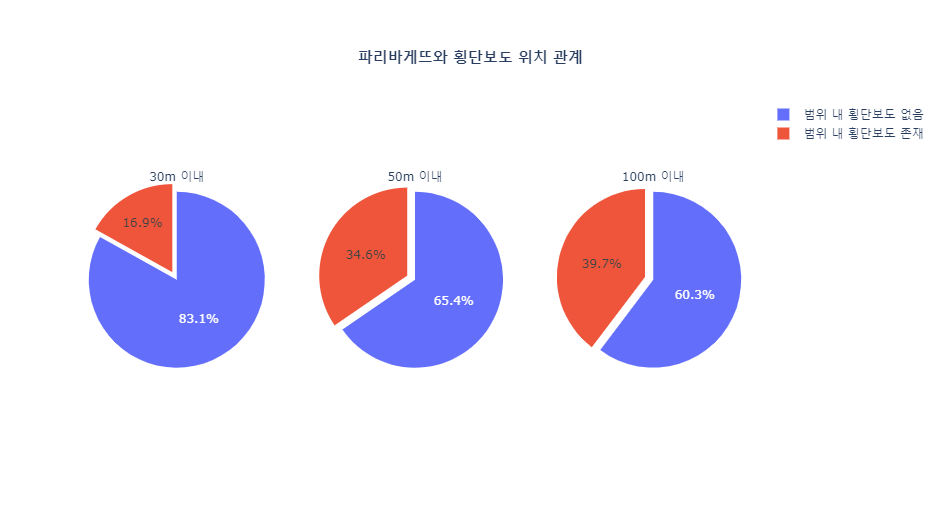 파리바게뜨와 횡단보도 위치 관계
범위 내 횡단보도 없음
범위 내 횡단보도 존재
30m 이내
50m 이내
100m 이내
16.9%
83.1%
34.6%
65.4%
39.7%
60.3%